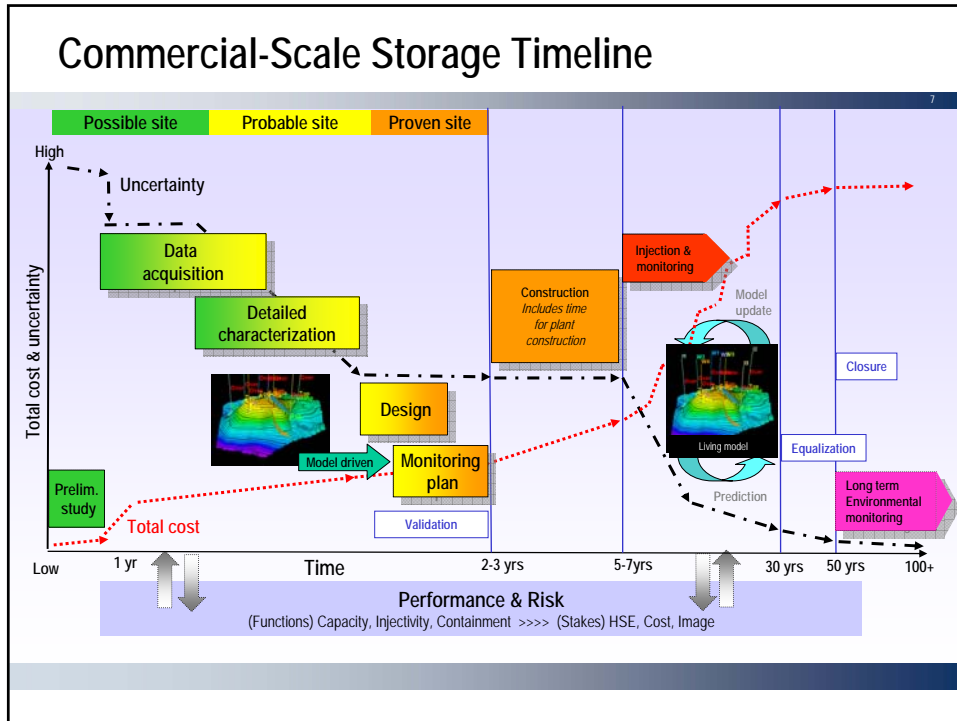 Commercial-Scale Storage Timeline
7
Possible site
Probable site
Proven site
High
Uncertainty
Total cost & uncertainty
Data
acquisition
Detailed
characterization
Construction
Includes time
for plant
construction
Injection &
monitoring
Model
update
Closure
Design
Living model
Model driven
Monitoring
plan
Equalization
Prelim.
study
Total cost
Validation
Prediction
Long term
Environmental
monitoring
Low
1 yr
Time
2-3 yrs
5-7yrs
30 yrs
50 yrs
100+
Performance & Risk
(Functions) Capacity, Injectivity, Containment >>>> (Stakes) HSE, Cost, Image